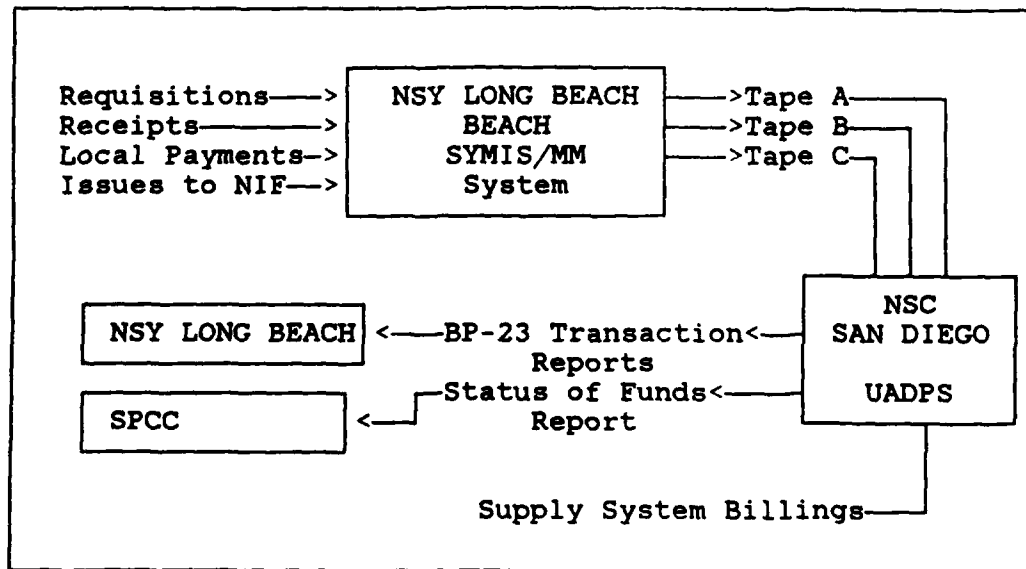 Requisitions——>
Receipts———>
Local Payments—>
Issues to NIF—>
NSY LONG BEACH
BEACH
SYMIS/MM
System
—>Tape A—
—>Tape B—
—>Tape C—
NSC
SAN DIEGO
UADPS
NSY LONG BEACH
<——BP-23 Transaction<——
Reports
SPCC
<——Status of Funds<——
Report
Supply System Billings——